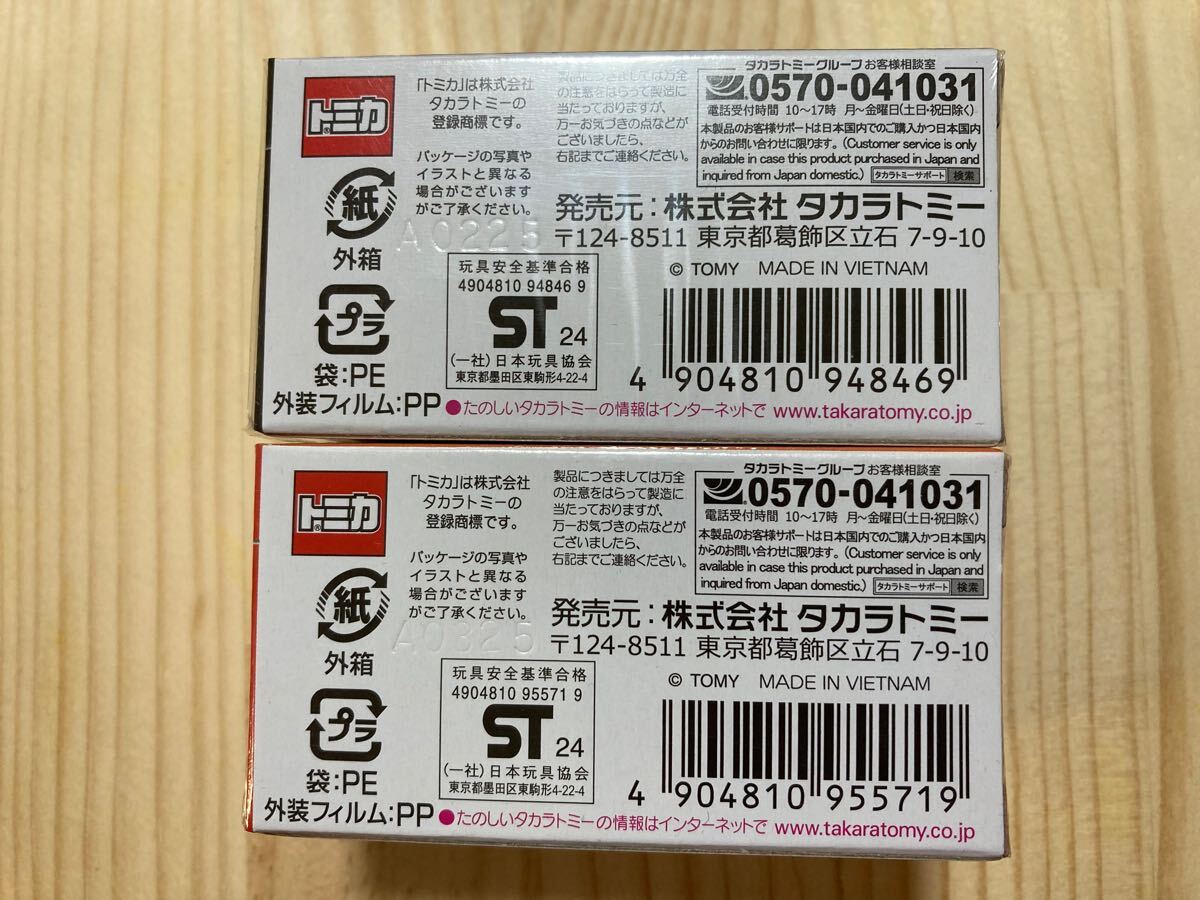 トミカ
「トミカ」は株式会社
タカラトミーの
登録商標です。
パッケージの写真や
イラストと異なる
場合がございます
がご了承ください。
製品につきましては万全
の注意をはらって製造に
当たっておりますが、
万一お気づきの点などが
ございましたら、
右記までご連絡ください。
タカラトミーグループ お客様相談室
0570-041031
電話受付時間 10〜17時 月〜金曜日(土日・祝日除く)
本製品のお客様サポートは日本国内でのご購入かつ日本国内
からのお問い合わせに限ります。(Customer service is only
available in case this product purchased in Japan and
inquired from Japan domestic.) タカラトミーサポート 検索
紙
外箱
A0225
発売元:株式会社 タカラトミー
〒124-8511 東京都葛飾区立石 7-9-10
© TOMY MADE IN VIETNAM
プラ
袋:PE
外装フィルム:PP
玩具安全基準合格
4904810 94846 9
ST 24
(一社)日本玩具協会
東京都墨田区東駒形4-22-4
4 904810 948469
●たのしいタカラトミーの情報はインターネットで www.takaratomy.co.jp
トミカ
「トミカ」は株式会社
タカラトミーの
登録商標です。
パッケージの写真や
イラストと異なる
場合がございます
がご了承ください。
製品につきましては万全
の注意をはらって製造に
当たっておりますが、
万一お気づきの点などが
ございましたら、
右記までご連絡ください。
タカラトミーグループ お客様相談室
0570-041031
電話受付時間 10〜17時 月〜金曜日(土日・祝日除く)
本製品のお客様サポートは日本国内でのご購入かつ日本国内
からのお問い合わせに限ります。(Customer service is only
available in case this product purchased in Japan and
inquired from Japan domestic.) タカラトミーサポート 検索
紙
外箱
A0325
発売元:株式会社 タカラトミー
〒124-8511 東京都葛飾区立石 7-9-10
© TOMY MADE IN VIETNAM
プラ
袋:PE
外装フィルム:PP
玩具安全基準合格
4904810 95571 9
ST 24
(一社)日本玩具協会
東京都墨田区東駒形4-22-4
4 904810 955719
●たのしいタカラトミーの情報はインターネットで www.takaratomy.co.jp